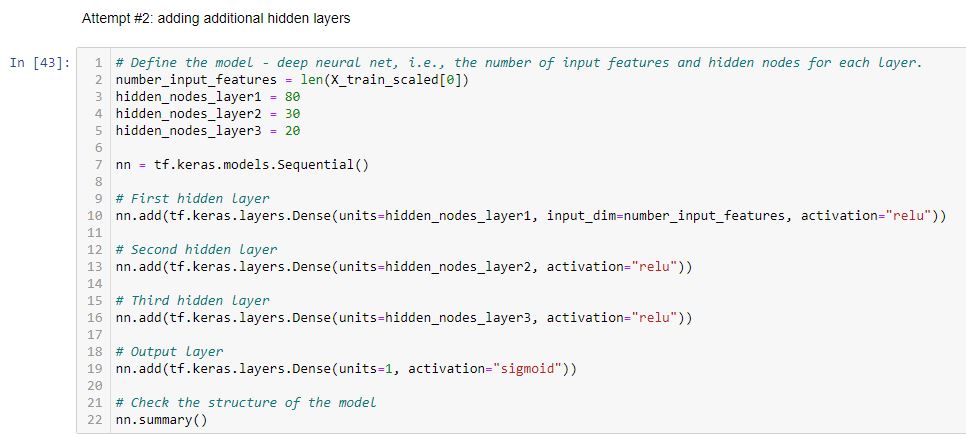 Attempt #2: adding additional hidden layers
In [43]:
1 # Define the model - deep neural net, i.e., the number of input features and hidden nodes for each layer.
2 number_input_features = len(X_train_scaled[0])
3 hidden_nodes_layer1 = 80
4 hidden_nodes_layer2 = 30
5 hidden_nodes_layer3 = 20
6
7 nn = tf.keras.models.Sequential()
8
9 # First hidden layer
10 nn.add(tf.keras.layers.Dense(units=hidden_nodes_layer1, input_dim=number_input_features, activation="relu"))
11
12 # Second hidden layer
13 nn.add(tf.keras.layers.Dense(units=hidden_nodes_layer2, activation="relu"))
14
15 # Third hidden layer
16 nn.add(tf.keras.layers.Dense(units=hidden_nodes_layer3, activation="relu"))
17
18 # Output layer
19 nn.add(tf.keras.layers.Dense(units=1, activation="sigmoid"))
20
21 # Check the structure of the model
22 nn.summary()